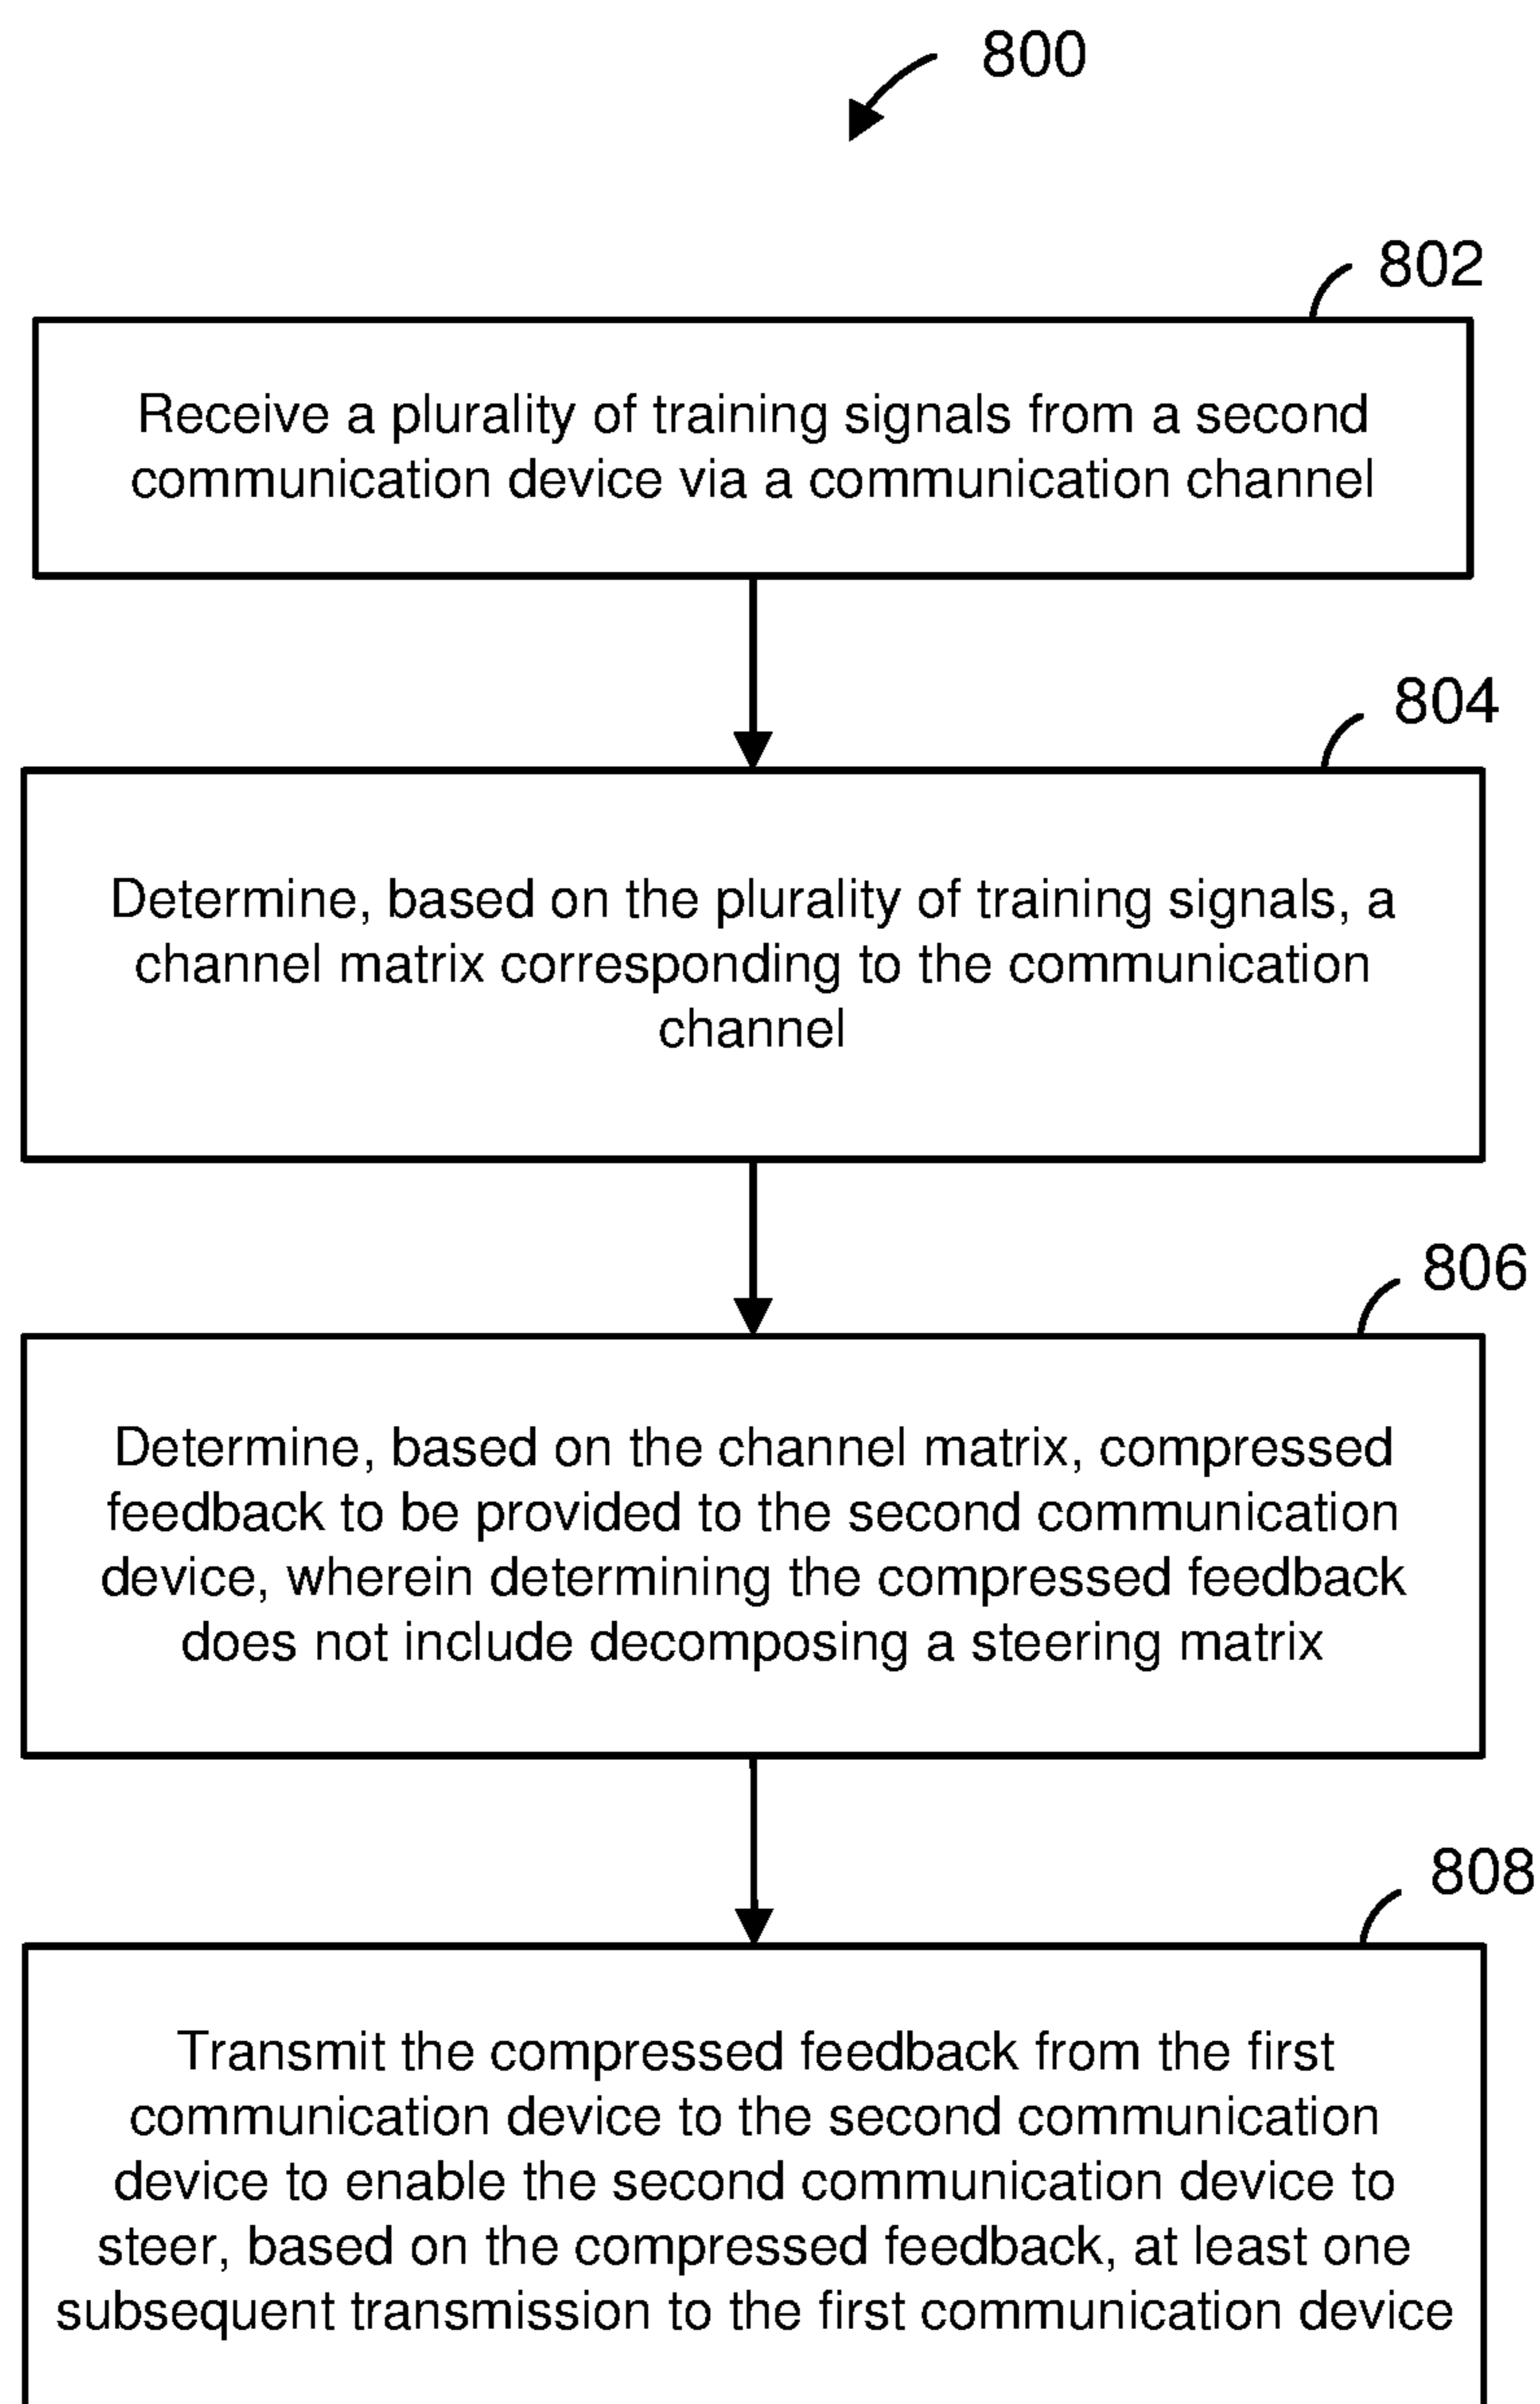 800
802
Receive a plurality of training signals from a second
communication device via a communication channel
804
Determine, based on the plurality of training signals, a
channel matrix corresponding to the communication
channel
806
Determine, based on the channel matrix, compressed
feedback to be provided to the second communication
device, wherein determining the compressed feedback
does not include decomposing a steering matrix
808
Transmit the compressed feedback from the first
communication device to the second communication
device to enable the second communication device to
steer, based on the compressed feedback, at least one
subsequent transmission to the first communication device